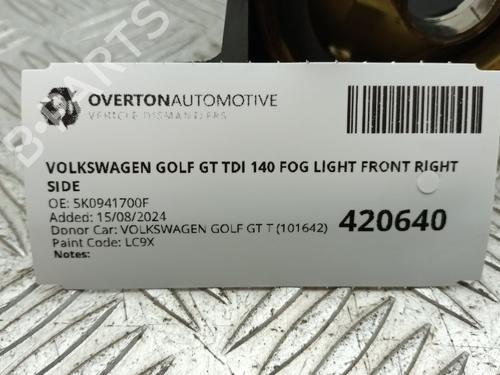 OVERTONAUTOMOTIVE
VEHICLE DISMANTLERS
VOLKSWAGEN GOLF GT TDI 140 FOG LIGHT FRONT RIGHT
SIDE
OE: 5K0941700F
Added: 15/08/2024
Donor Car: VOLKSWAGEN GOLF GT T (101642)
420640
Paint Code: LC9X
Notes:
B-PARTS